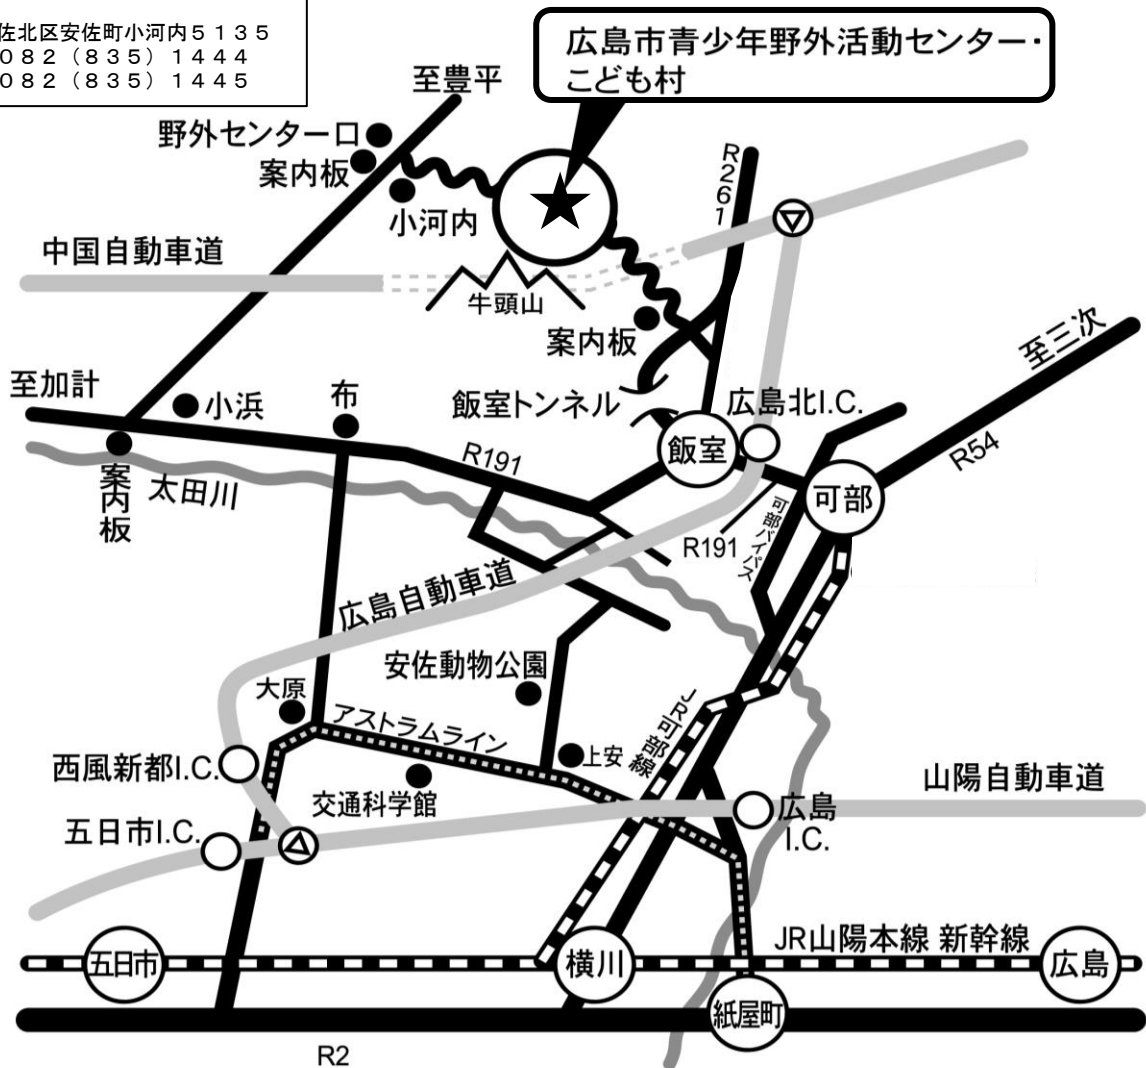 佐北区安佐町小河内5135
082（835）1444
082（835）1445
広島市青少年野外活動センター・
こども村
至豊平
野外センター口
案内板
小河内
R261
中国自動車道
牛頭山
案内板
至三次
至加計
小浜
布
飯室トンネル
広島北I.C.
飯室
R191
R54
案内板
太田川
可部
可部バイパス
R191
広島自動車道
安佐動物公園
大原
アストラムライン
JR可部線
上安
西風新都I.C.
交通科学館
山陽自動車道
五日市I.C.
広島
I.C.
JR山陽本線 新幹線
五日市
横川
広島
紙屋町
R2